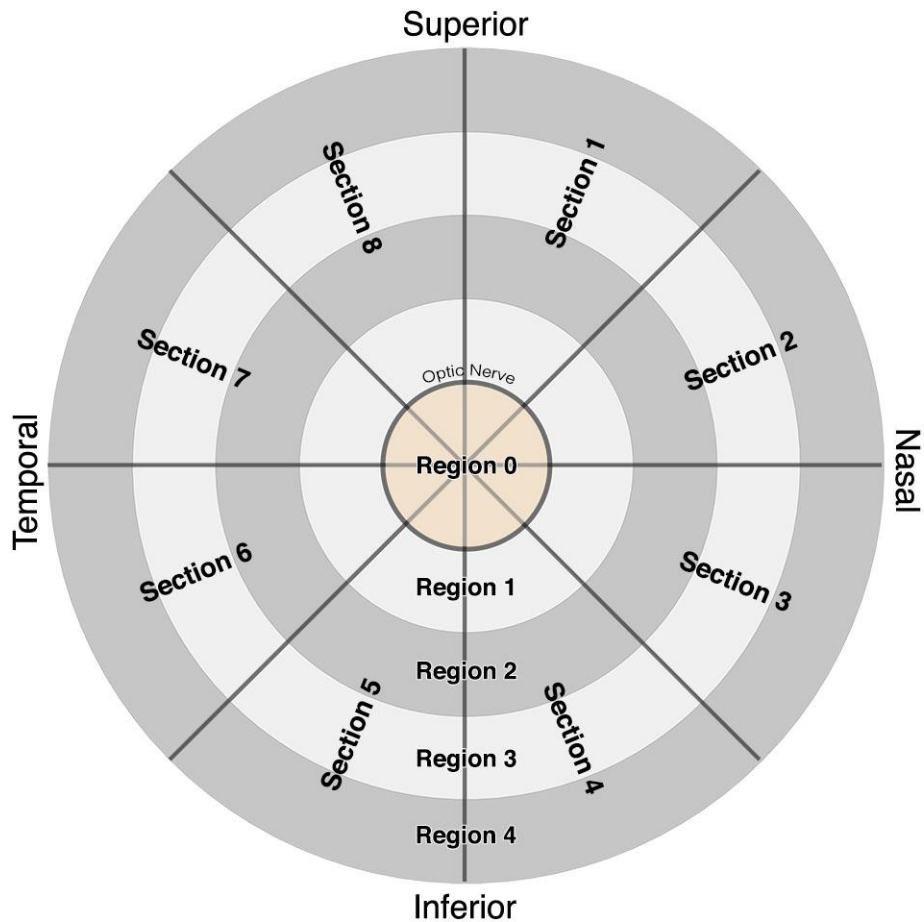 Superior
Section 8
Section 1
Section 7
Section 2
Optic Nerve
Temporal
Region 0
Nasal
Section 6
Section 3
Region 1
Region 2
Section 5
Section 4
Region 3
Region 4
Inferior